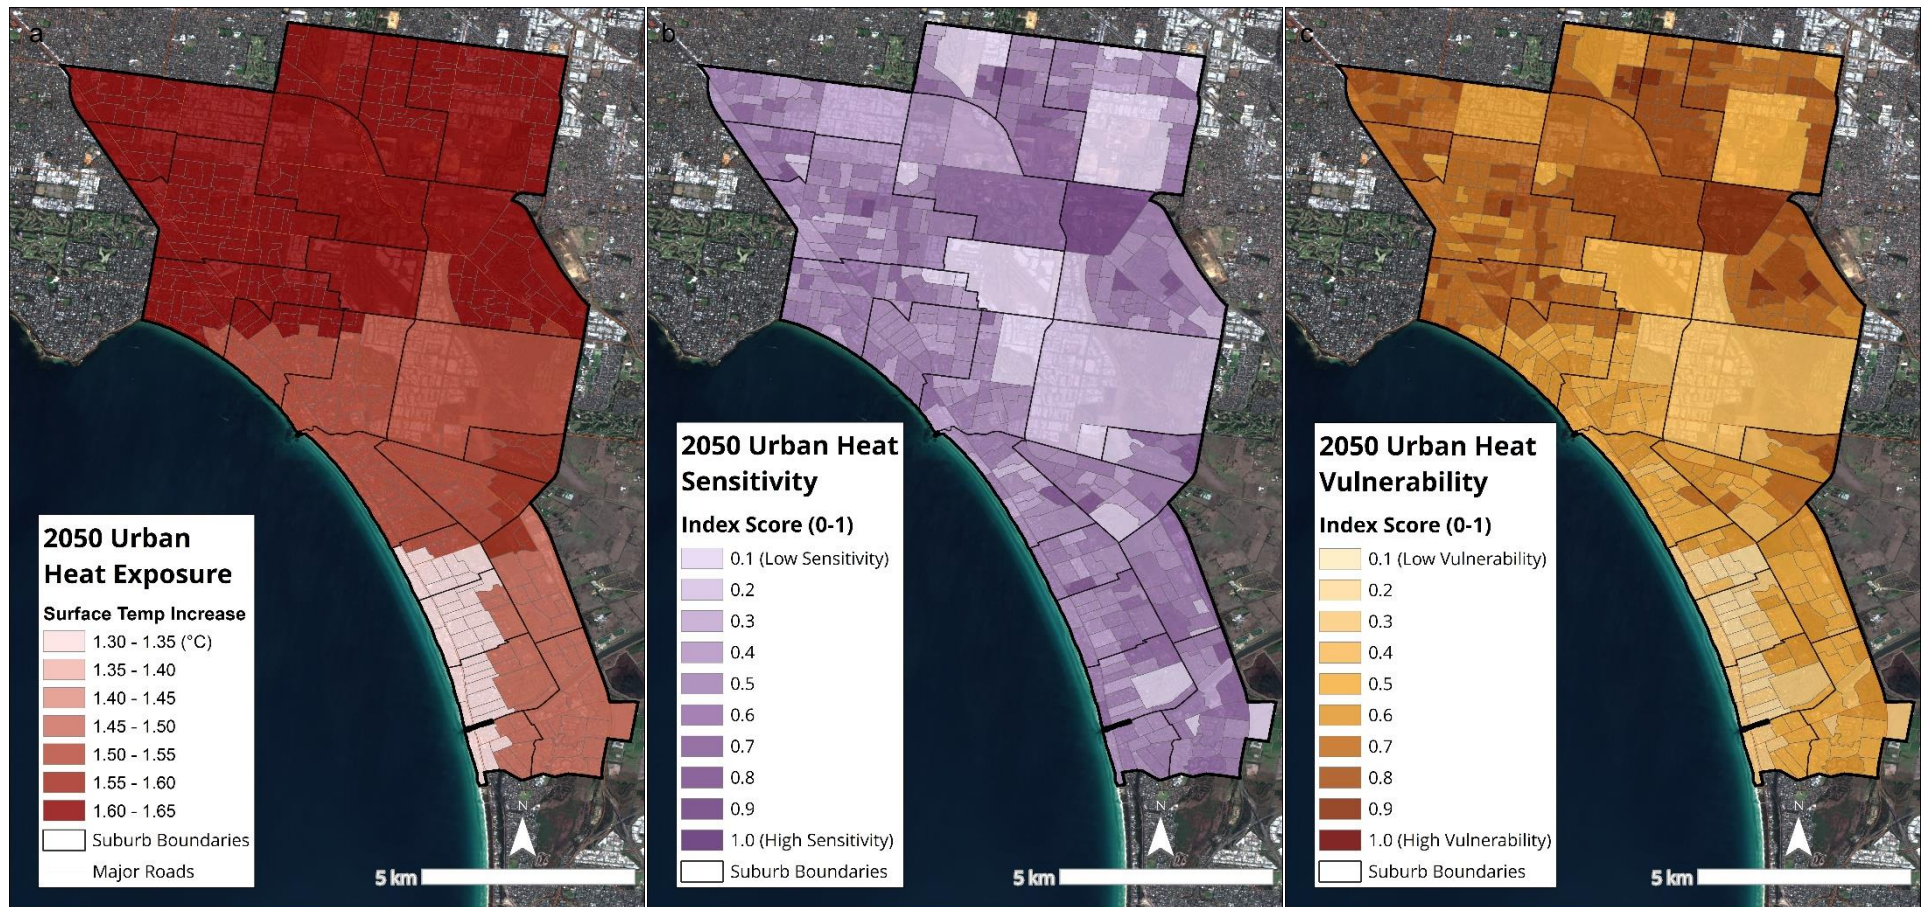 a
2050 Urban
Heat Exposure
Surface Temp Increase
1.30 - 1.35 (°C)
1.35 - 1.40
1.40 - 1.45
1.45 - 1.50
1.50 - 1.55
1.55 - 1.60
1.60 - 1.65
Suburb Boundaries
Major Roads
N
5 km
b
2050 Urban Heat
Sensitivity
Index Score (0-1)
0.1 (Low Sensitivity)
0.2
0.3
0.4
0.5
0.6
0.7
0.8
0.9
1.0 (High Sensitivity)
Suburb Boundaries
N
5 km
c
2050 Urban Heat
Vulnerability
Index Score (0-1)
0.1 (Low Vulnerability)
0.2
0.3
0.4
0.5
0.6
0.7
0.8
0.9
1.0 (High Vulnerability)
Suburb Boundaries
N
5 km